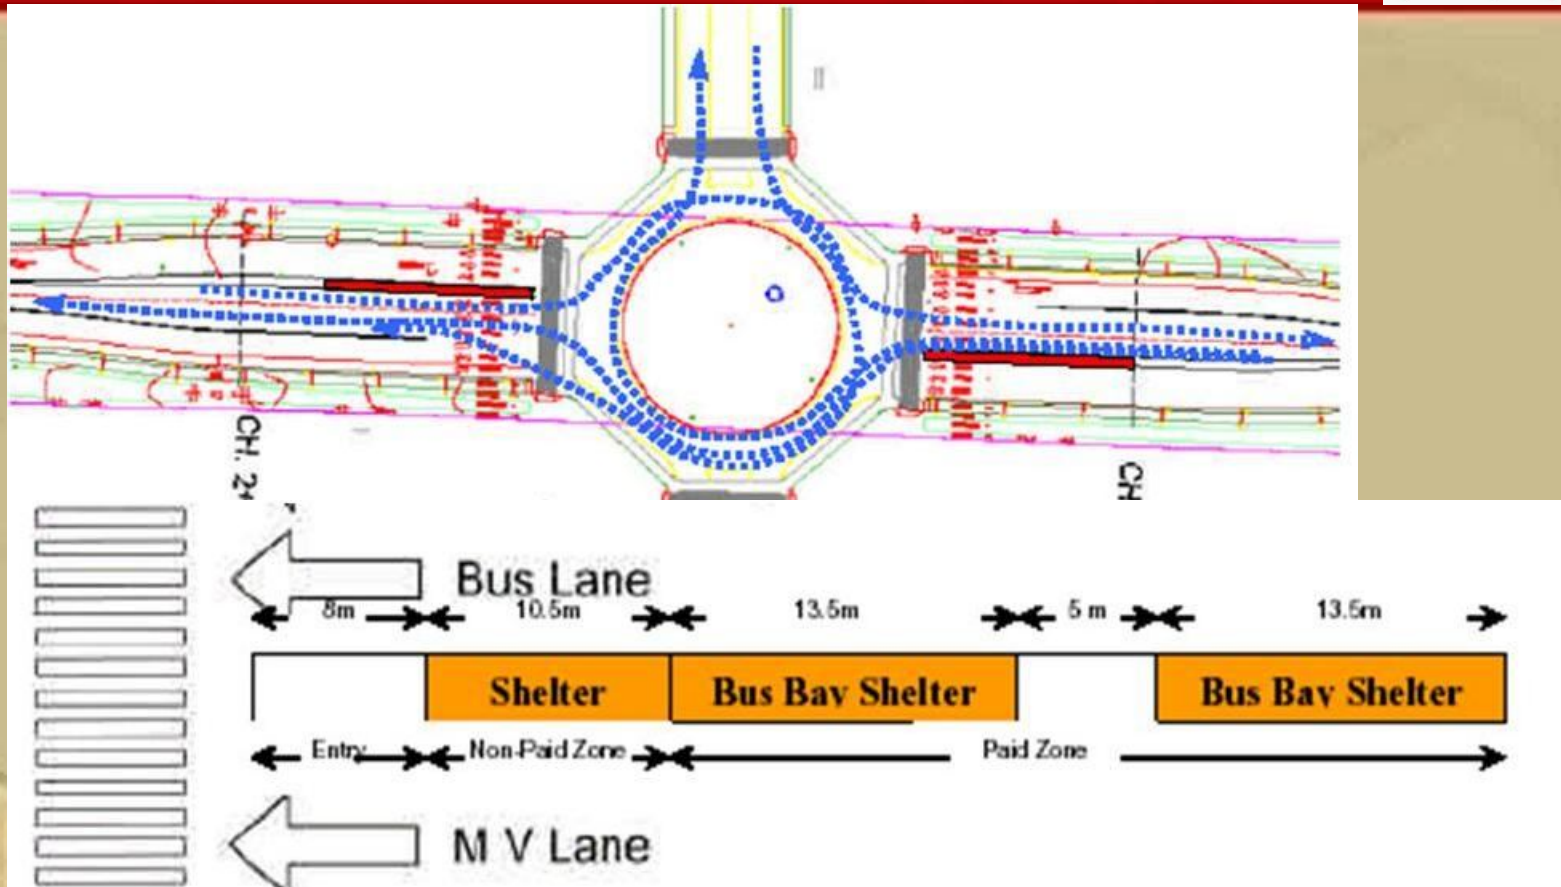 CH. 2+
CH
Bus Lane
8m
10.5m
13.5m
5 m
13.5m
Shelter
Bus Bay Shelter
Bus Bay Shelter
Entry
Non-Paid Zone
Paid Zone
M V Lane